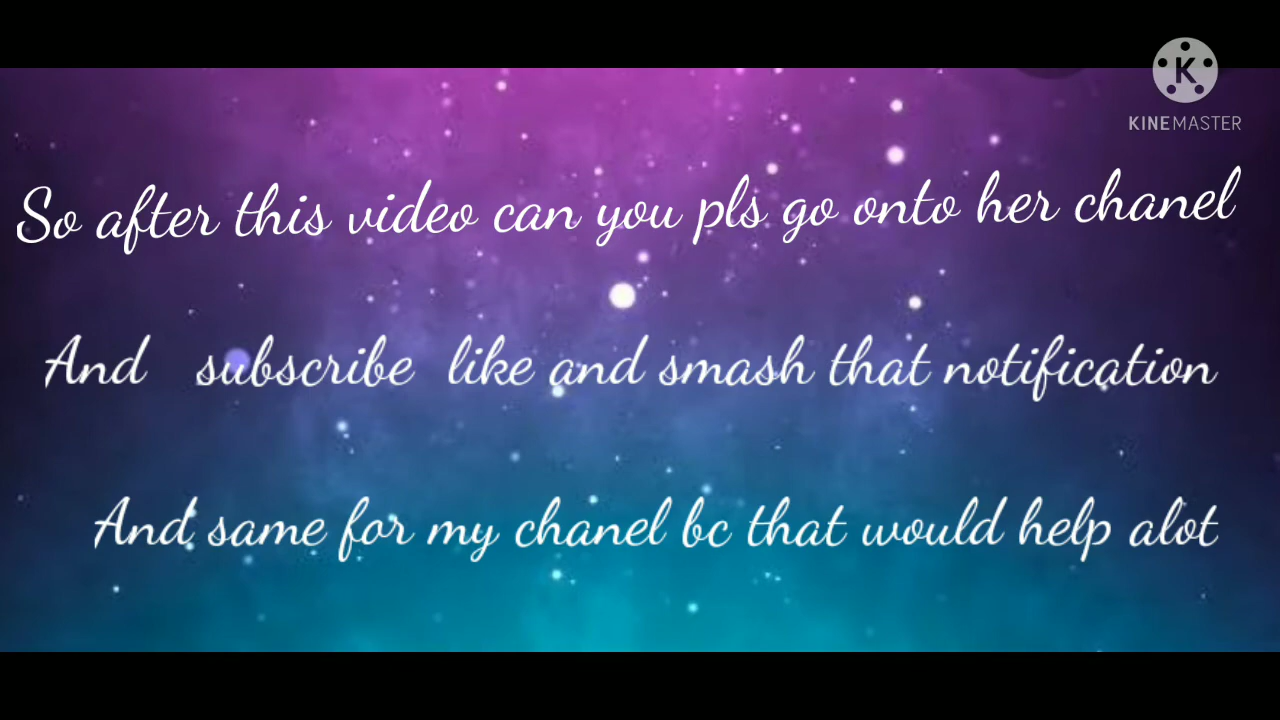 K
KINEMASTER
So after this video can you pls go onto her chanel
And subscribe like and smash that notification
And same for my chanel bc that would help alot